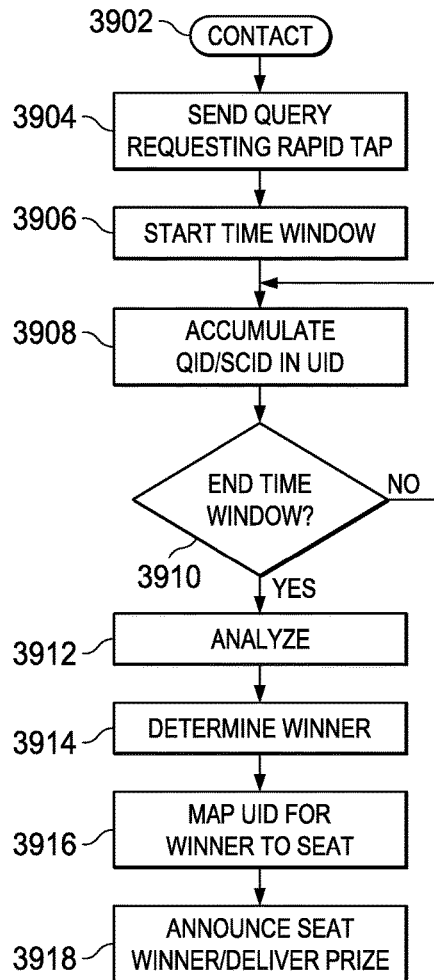 3902
CONTACT
3904
SEND QUERY
REQUESTING RAPID TAP
3906
START TIME WINDOW
3908
ACCUMULATE
QID/SCID IN UID
END TIME
WINDOW?
NO
3910
YES
3912
ANALYZE
3914
DETERMINE WINNER
3916
MAP UID FOR
WINNER TO SEAT
3918
ANNOUNCE SEAT
WINNER/DELIVER PRIZE